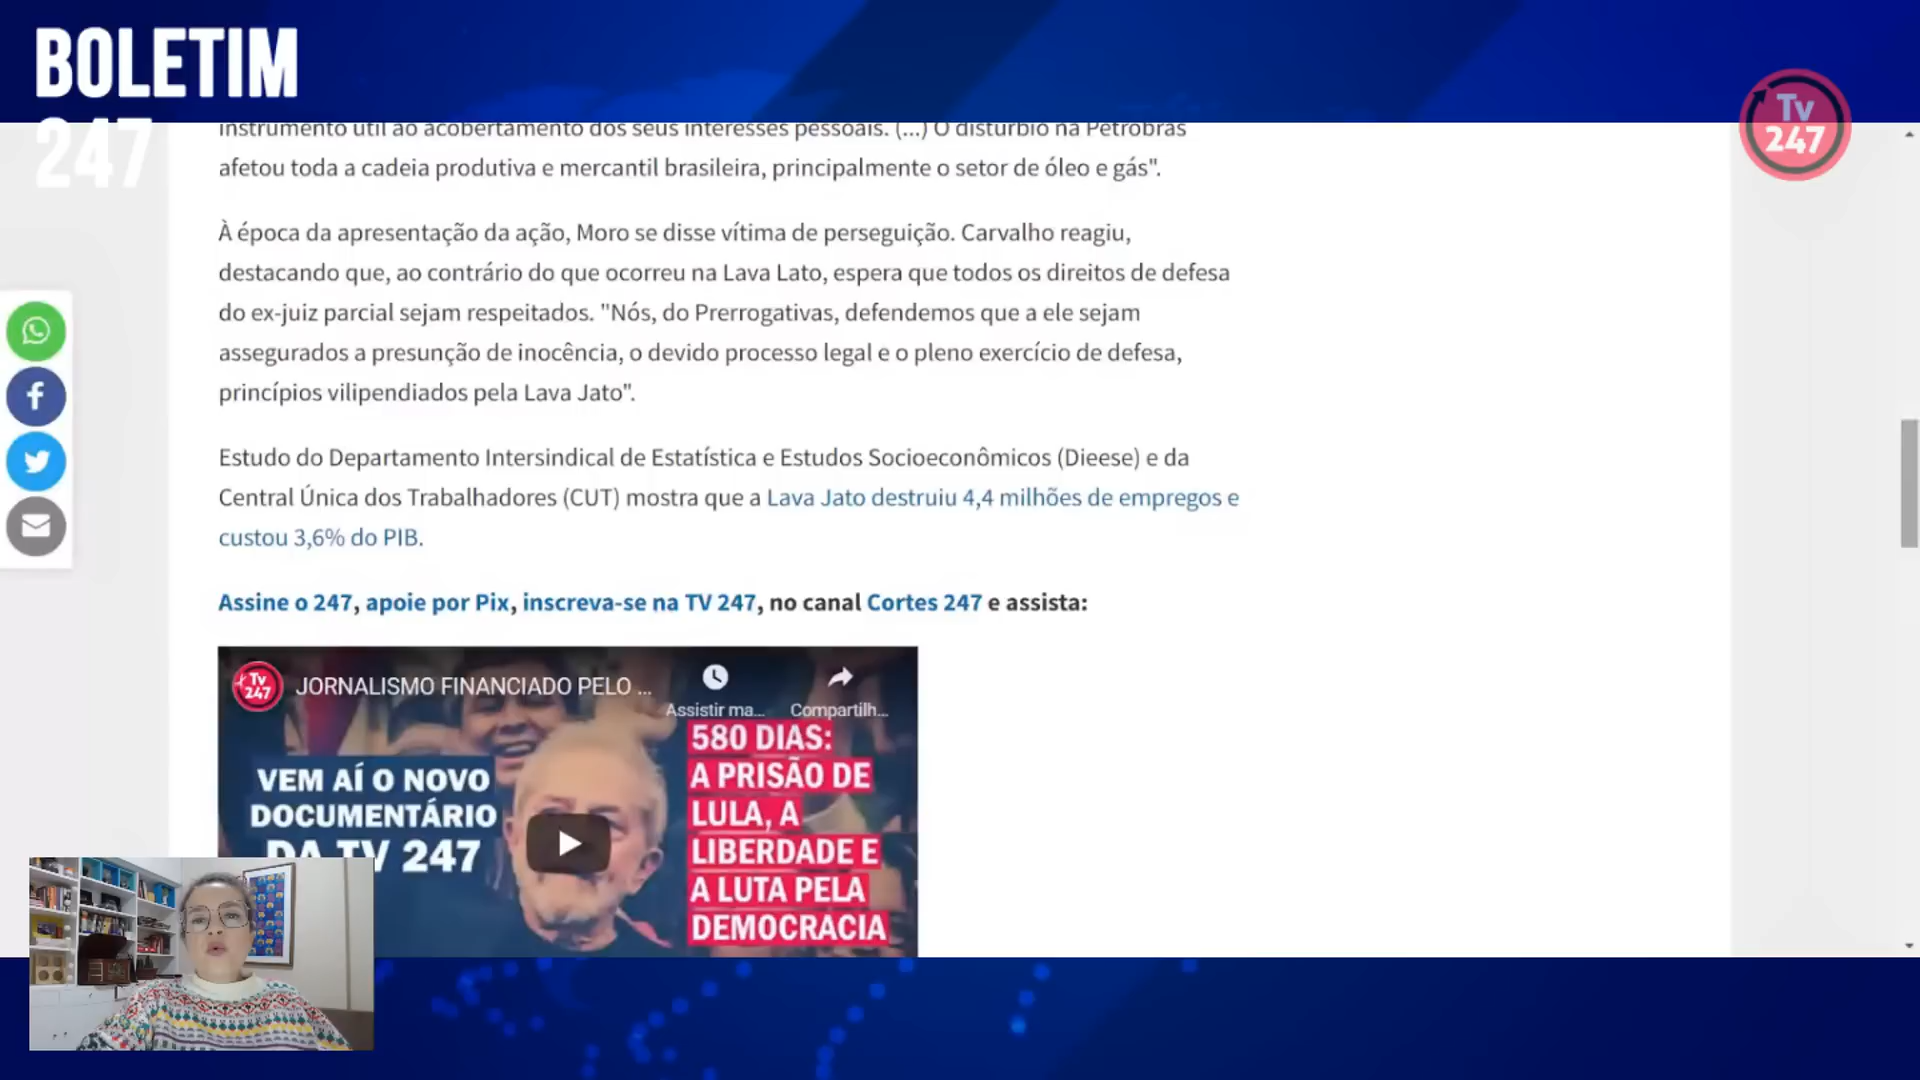 BOLETIM
247
Tv
247
instrumento útil ao acobertamento dos seus interesses pessoais. (...) O distúrbio na Petrobras
afetou toda a cadeia produtiva e mercantil brasileira, principalmente o setor de óleo e gás".
À época da apresentação da ação, Moro se disse vítima de perseguição. Carvalho reagiu,
destacando que, ao contrário do que ocorreu na Lava Lato, espera que todos os direitos de defesa
do ex-juiz parcial sejam respeitados. "Nós, do Prerrogativas, defendemos que a ele sejam
assegurados a presunção de inocência, o devido processo legal e o pleno exercício de defesa,
princípios vilipendiados pela Lava Jato".
Estudo do Departamento Intersindical de Estatística e Estudos Socioeconômicos (Dieese) e da
Central Única dos Trabalhadores (CUT) mostra que a Lava Jato destruiu 4,4 milhões de empregos e
custou 3,6% do PIB.
Assine o 247, apoie por Pix, inscreva-se na TV 247, no canal Cortes 247 e assista:
Tv
247
JORNALISMO FINANCIADO PELO ...
Assistir ma...
Compartilh...
VEM AÍ O NOVO
DOCUMENTÁRIO
DA TV 247
580 DIAS:
A PRISÃO DE
LULA, A
LIBERDADE E
A LUTA PELA
DEMOCRACIA